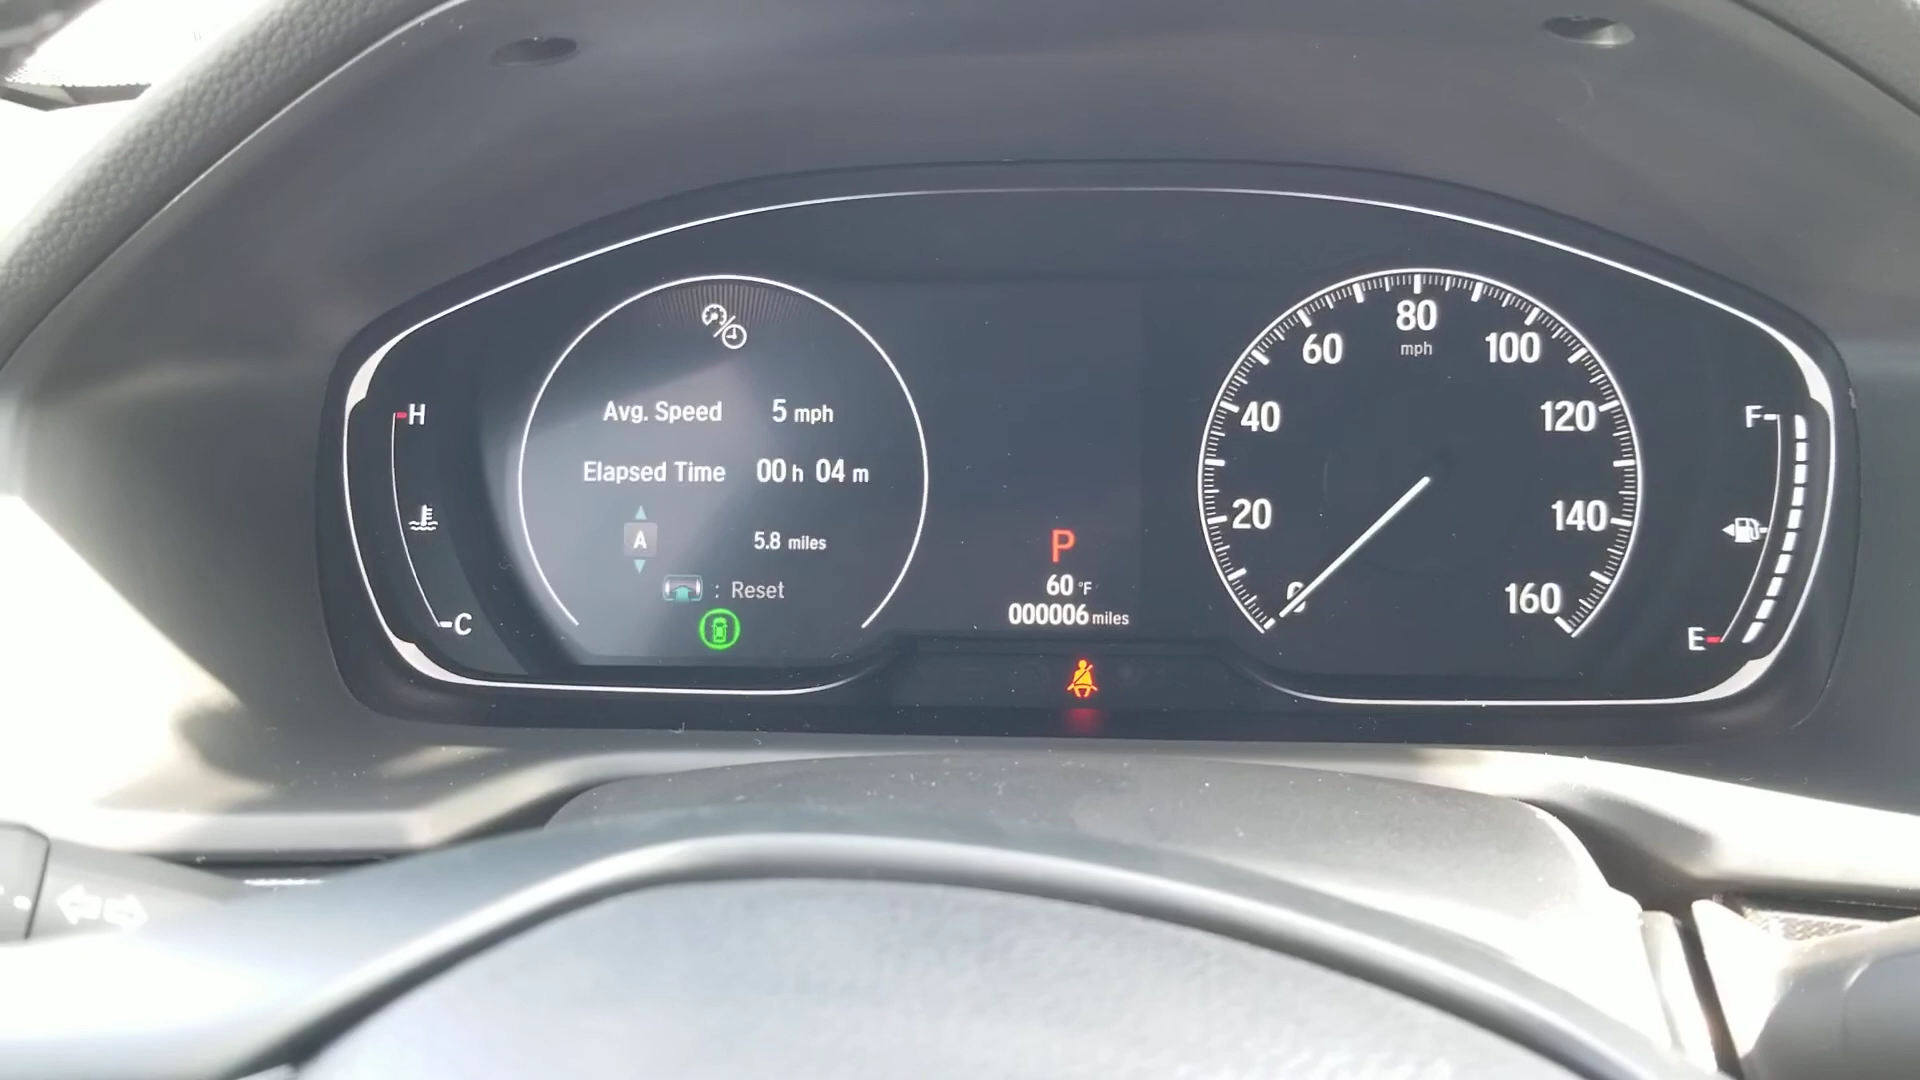 Avg. Speed 5 mph
Elapsed Time 00 h 04 m
A 5.8 miles
: Reset
H
C
P
60 °F
000006 miles
0
20
40
60
80
mph
100
120
140
160
F
E